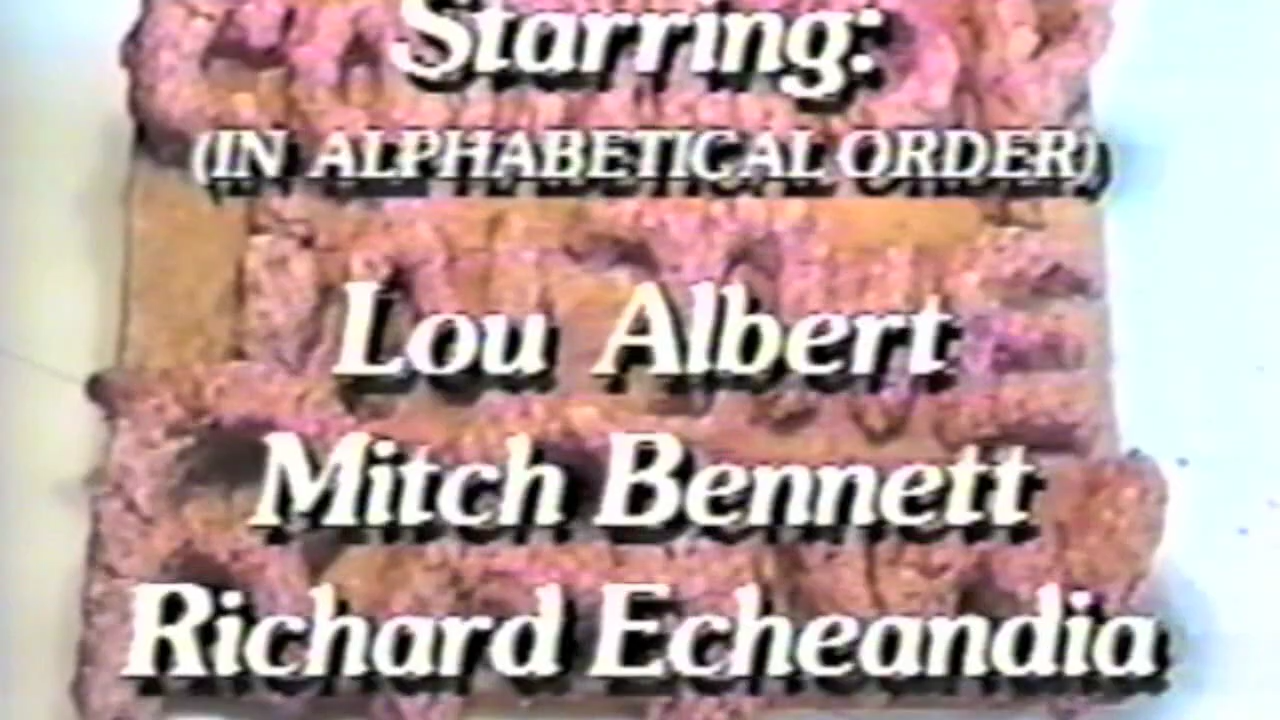 Starring:
(IN ALPHABETICAL ORDER)
Lou Albert
Mitch Bennett
Richard Echeandia